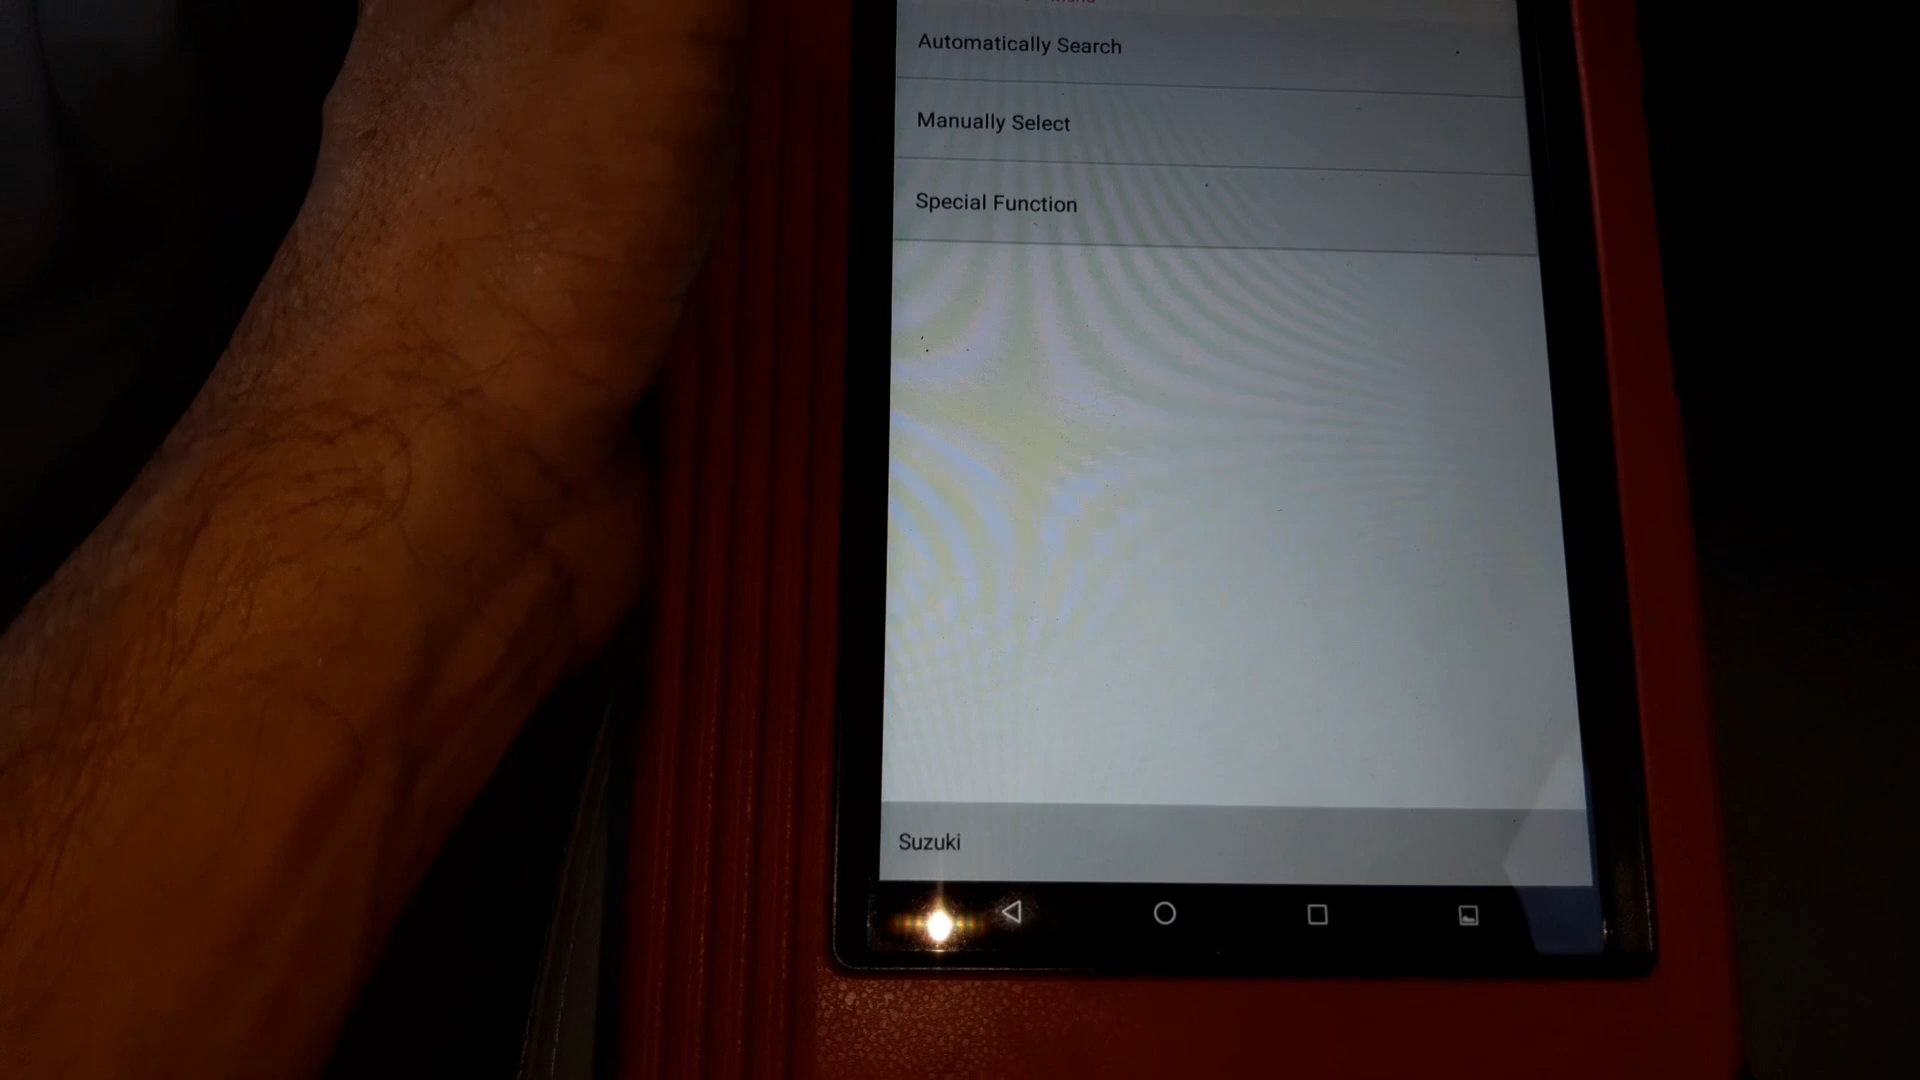 Automatically Search
Manually Select
Special Function
Suzuki